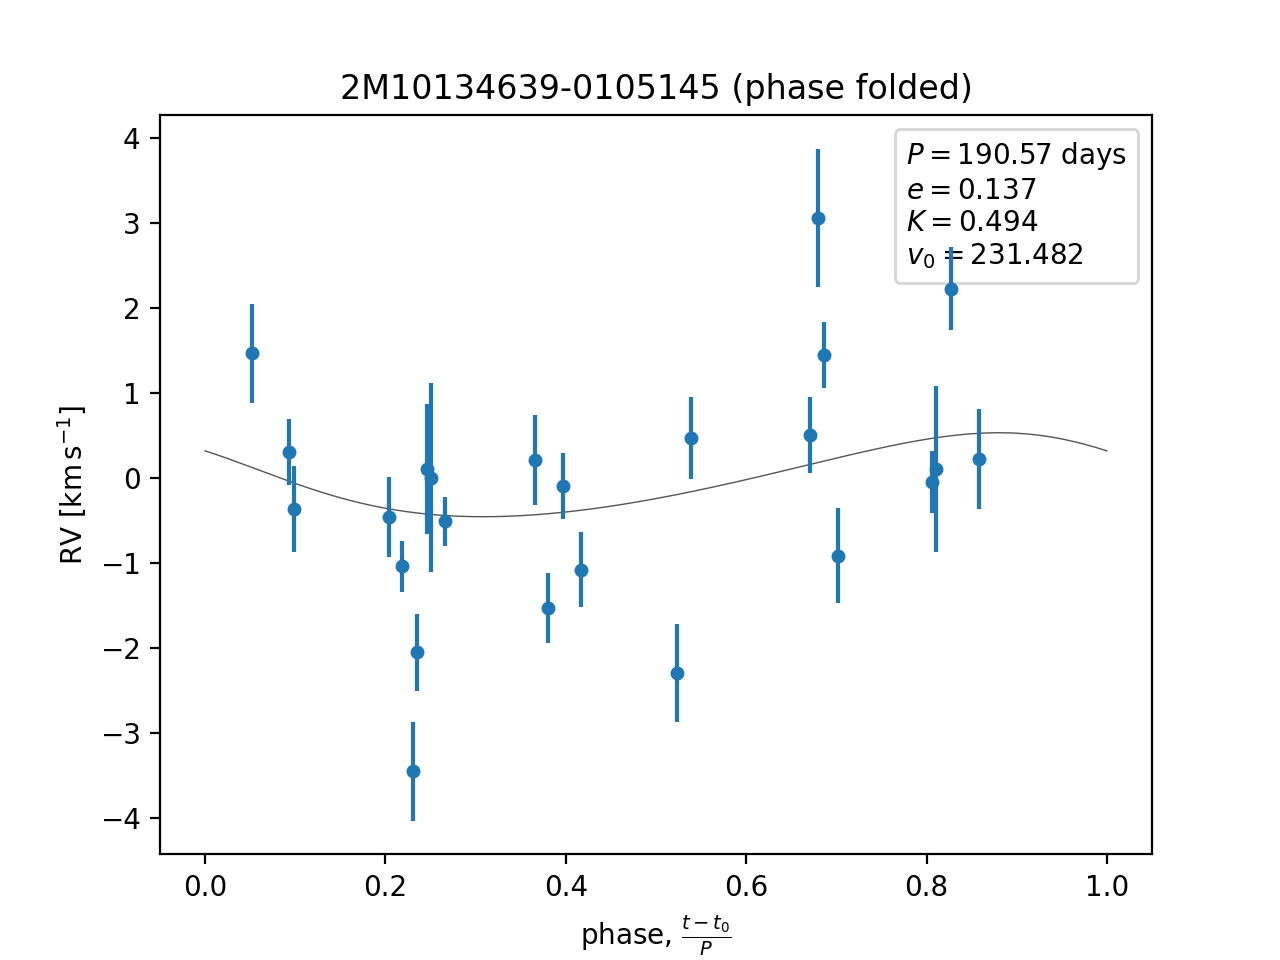 2M10134639-0105145 (phase folded)
P = 190.57 days
e = 0.137
K = 0.494
v₀ = 231.482
RV [km s⁻¹]
4
3
2
1
0
−1
−2
−3
−4
0.0 0.2 0.4 0.6 0.8 1.0
phase, (t − t₀)/P